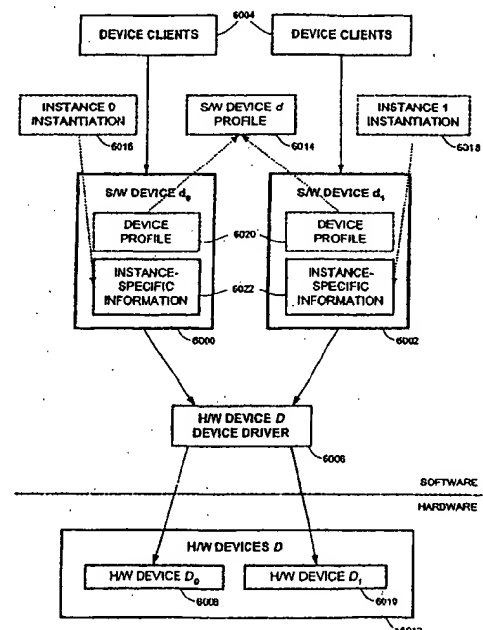 6004
DEVICE CLIENTS
DEVICE CLIENTS
INSTANCE 0
INSTANTIATION
6016
S/W DEVICE d
PROFILE
6014
INSTANCE 1
INSTANTIATION
6018
S/W DEVICE d0
DEVICE
PROFILE
INSTANCE-
SPECIFIC
INFORMATION
6000
6020
6022
S/W DEVICE d1
DEVICE
PROFILE
INSTANCE-
SPECIFIC
INFORMATION
6002
H/W DEVICE D
DEVICE DRIVER
6006
SOFTWARE
HARDWARE
H/W DEVICES D
H/W DEVICE D0
6008
H/W DEVICE D1
6010